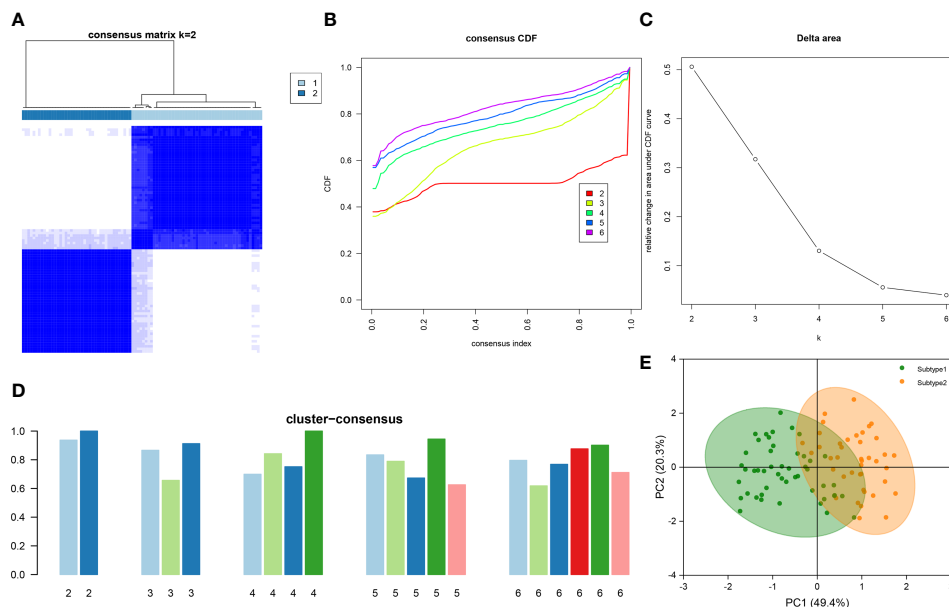 A
consensus matrix k=2
1
2
B
consensus CDF
CDF
1.0
0.8
0.6
0.4
0.2
0.0
2
3
4
5
6
0.0
0.2
0.4
0.6
0.8
1.0
consensus index
C
Delta area
relative change in area under CDF curve
0.5
0.4
0.3
0.2
0.1
2
3
4
5
6
k
D
cluster-consensus
1.0
0.8
0.6
0.4
0.2
0.0
2 2
3 3 3
4 4 4 4
5 5 5 5 5
6 6 6 6 6 6
E
Subtype1
Subtype2
PC2 (20.3%)
4
2
0
-2
-4
-3 -2 -1 0 1 2
PC1 (49.4%)